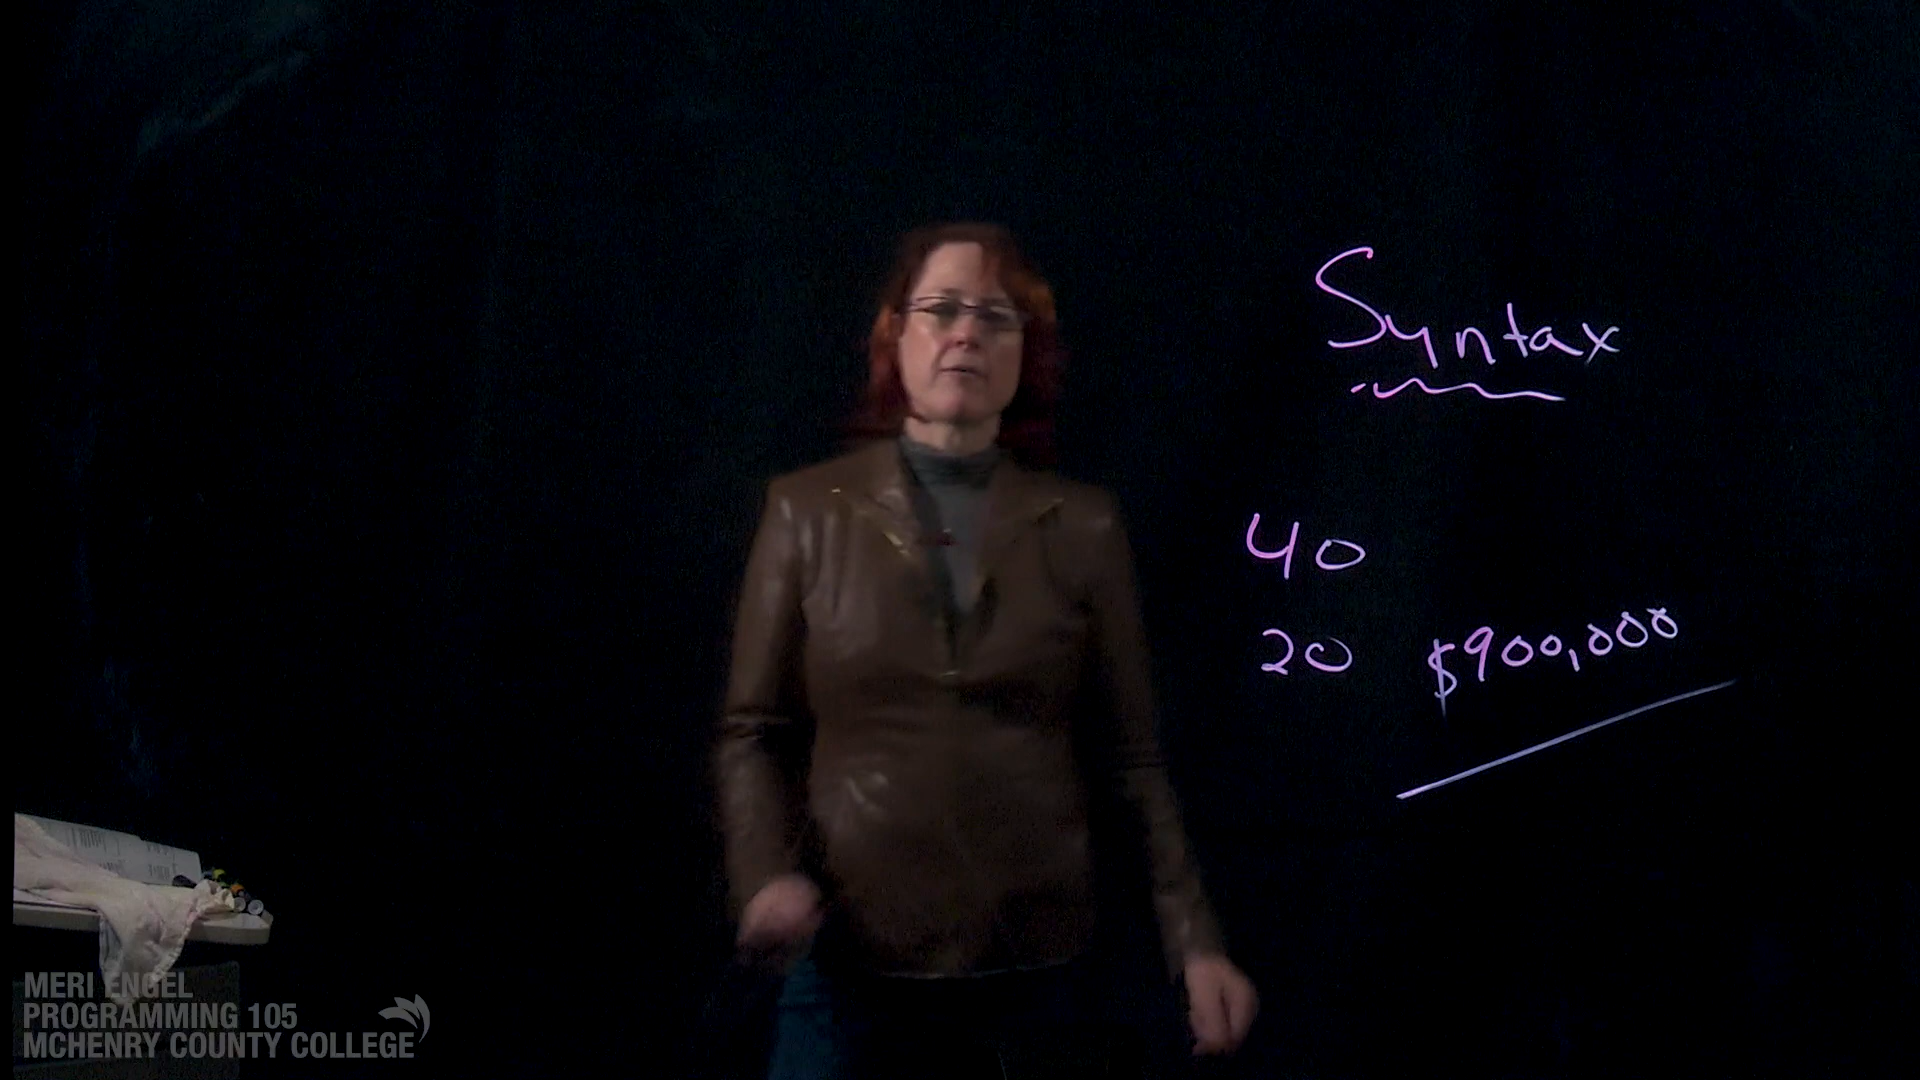 Syntax
40
20 $900,000
MERI ENGEL
PROGRAMMING 105
MCHENRY COUNTY COLLEGE